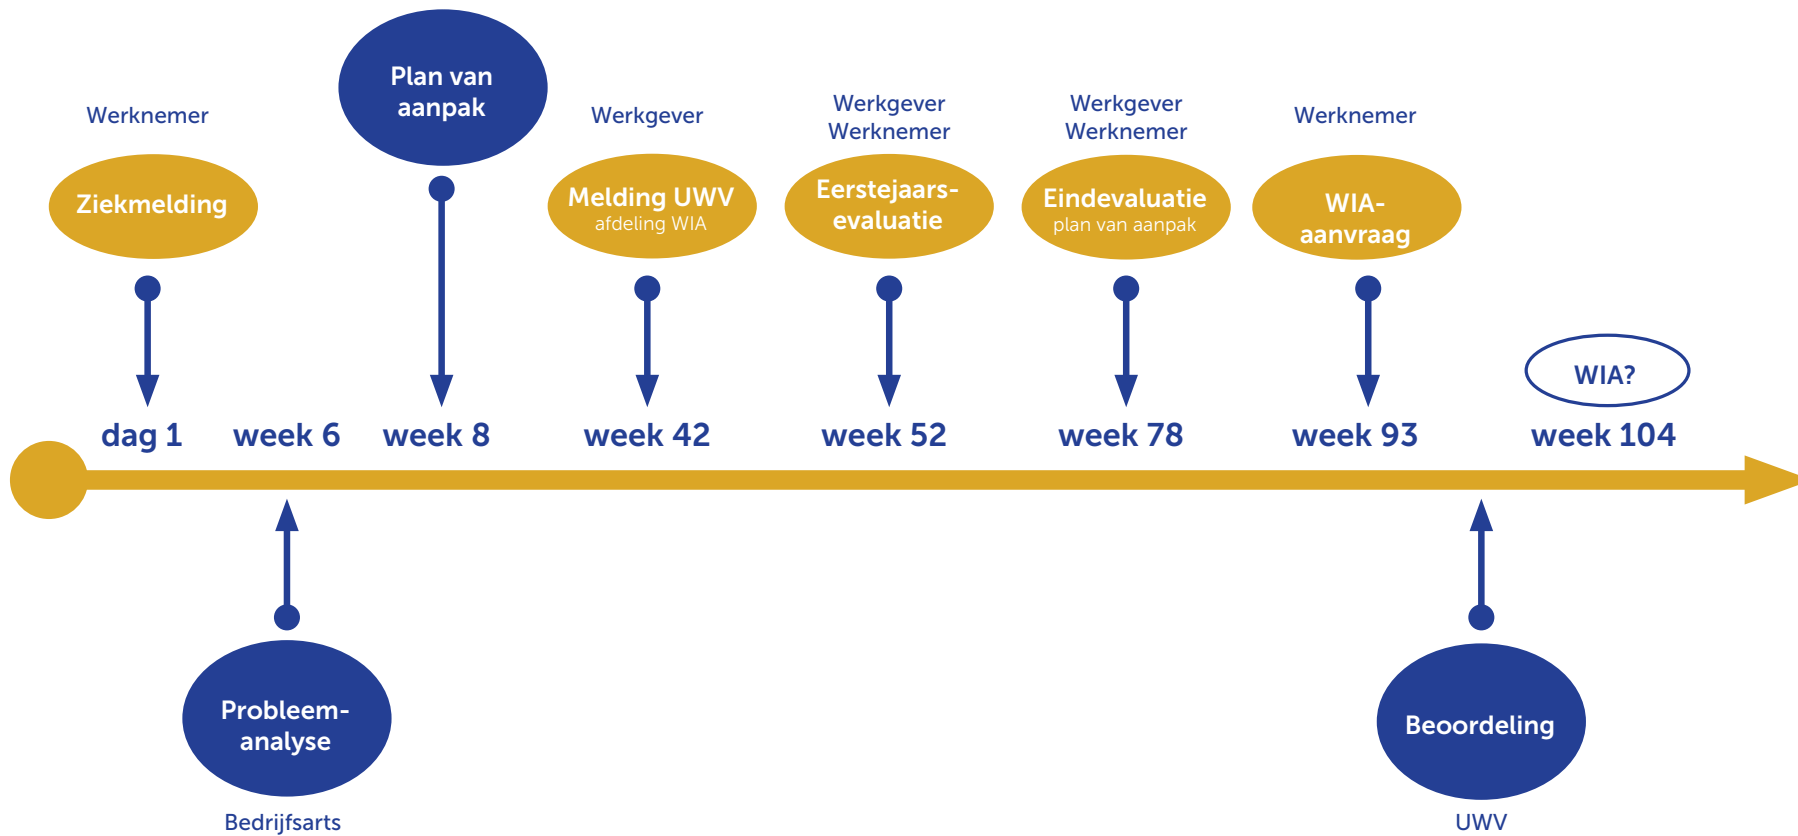 Plan van
aanpak
Werknemer
Ziekmelding
Werkgever
Melding UWV
afdeling WIA
Werkgever
Werknemer
Eerstejaars-
evaluatie
Werkgever
Werknemer
Eindevaluatie
plan van aanpak
Werknemer
WIA-
aanvraag
WIA?
dag 1
week 6
week 8
week 42
week 52
week 78
week 93
week 104
Probleem-
analyse
Bedrijfsarts
Beoordeling
UWV